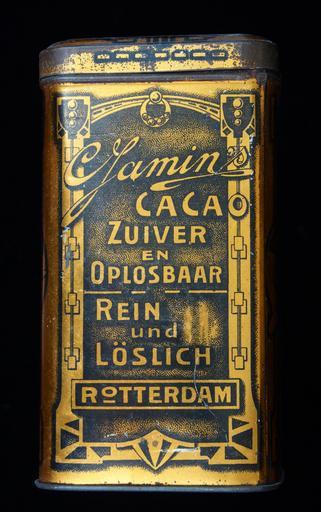 C. Jamin's
CACAO
ZUIVER
EN
OPLOSBAAR
REIN
und
LÖSLICH
ROTTERDAM